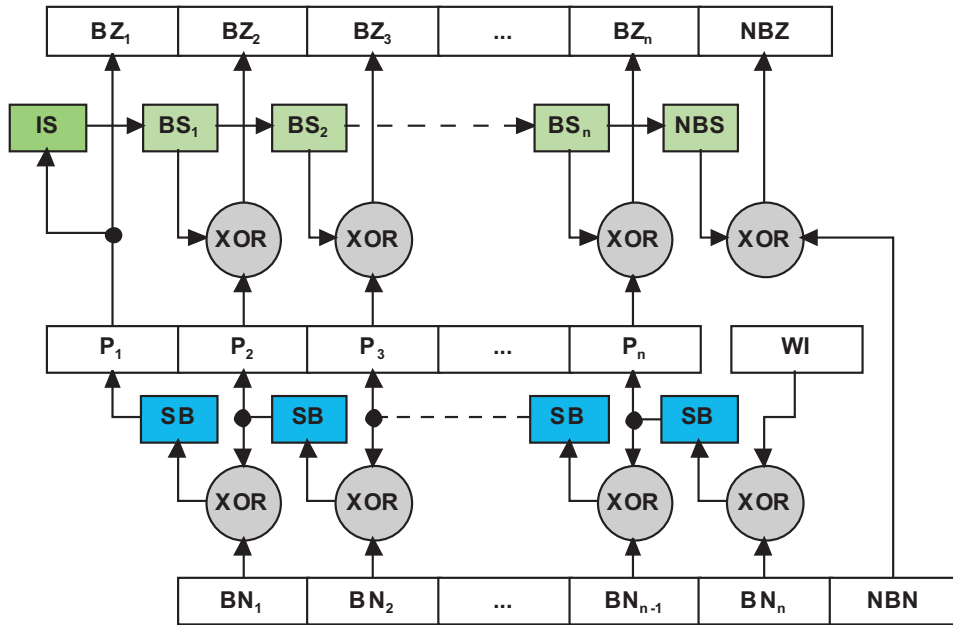 BZ₁ BZ₂ BZ₃ ... BZₙ NBZ
IS BS₁ BS₂ BSₙ NBS
XOR XOR XOR XOR
P₁ P₂ P₃ ... Pₙ WI
SB SB SB SB
XOR XOR XOR XOR
BN₁ BN₂ ... BNₙ₋₁ BNₙ NBN